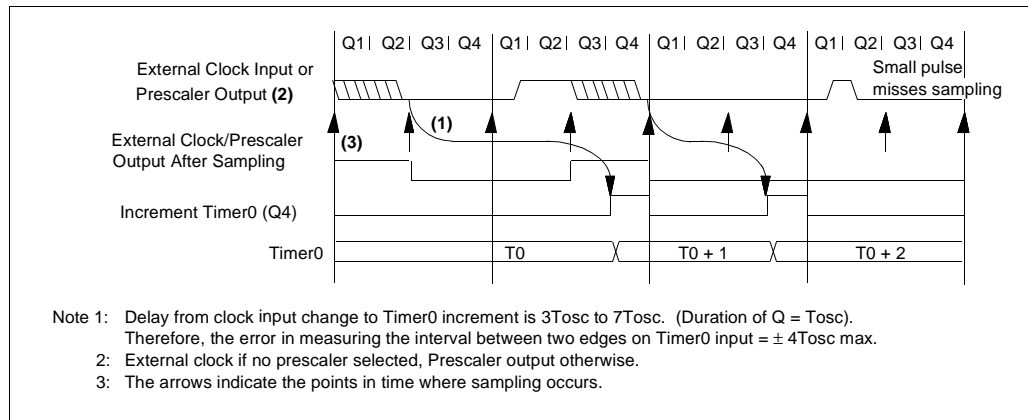 Q1| Q2 | Q3| Q4 Q1| Q2 | Q3| Q4 Q1| Q2 | Q3| Q4 Q1| Q2 | Q3| Q4
External Clock Input or
Prescaler Output (2)
Small pulse
misses sampling
(1)
External Clock/Prescaler
Output After Sampling
(3)
Increment Timer0 (Q4)
Timer0
T0
T0 + 1
T0 + 2
Note 1: Delay from clock input change to Timer0 increment is 3Tosc to 7Tosc. (Duration of Q = Tosc).
Therefore, the error in measuring the interval between two edges on Timer0 input = ± 4Tosc max.
2: External clock if no prescaler selected, Prescaler output otherwise.
3: The arrows indicate the points in time where sampling occurs.